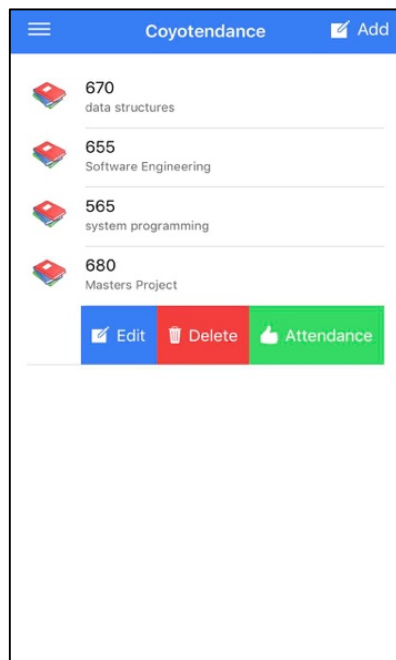 Coyotendance Add
670
data structures
655
Software Engineering
565
system programming
680
Masters Project
Edit Delete Attendance